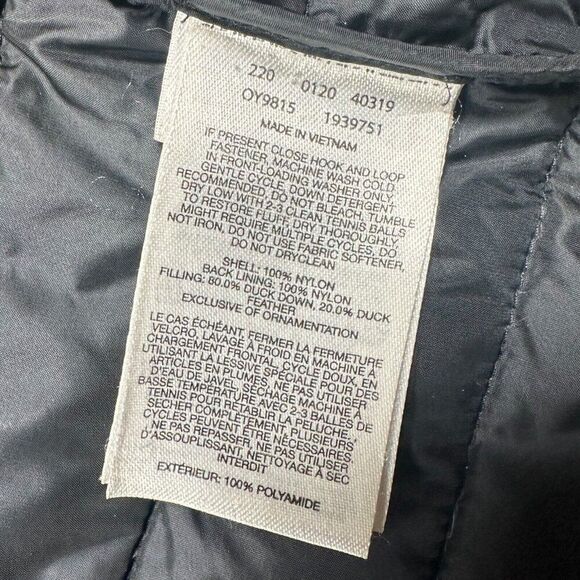 220 0120 40319
OY9815 1939751
MADE IN VIETNAM
IF PRESENT CLOSE HOOK AND LOOP
FASTENER, MACHINE WASH COLD
IN FRONT LOADING WASHER ONLY,
GENTLE CYCLE, DOWN DETERGENT
RECOMMENDED, DO NOT BLEACH, TUMBLE
DRY LOW WITH 2-3 CLEAN TENNIS BALLS
TO RESTORE FLUFF, DRY THOROUGHLY,
MIGHT REQUIRE MULTIPLE CYCLES, DO
NOT IRON, DO NOT USE FABRIC SOFTENER,
DO NOT DRYCLEAN
SHELL: 100% NYLON
BACK LINING: 100% NYLON
FILLING: 80.0% DUCK DOWN, 20.0% DUCK
FEATHER
EXCLUSIVE OF ORNAMENTATION
LE CAS ÉCHÉANT, FERMER LA FERMETURE
VELCRO, LAVAGE À FROID EN MACHINE À
CHARGEMENT FRONTAL, CYCLE DOUX, EN
UTILISANT LA LESSIVE SPÉCIALE POUR DES
ARTICLES EN PLUMES, NE PAS UTILISER
D'EAU DE JAVEL, SÉCHAGE MACHINE À
BASSE TEMPÉRATURE AVEC 2-3 BALLES DE
TENNIS POUR RÉTABLIR LA PELUCHE,
SÉCHER COMPLÈTEMENT, PLUSIEURS
CYCLES PEUVENT ÊTRE NÉCESSAIRES,
NE PAS REPASSER, NE PAS UTILISER
D'ASSOUPLISSANT, NETTOYAGE À SEC
INTERDIT
EXTÉRIEUR: 100% POLYAMIDE